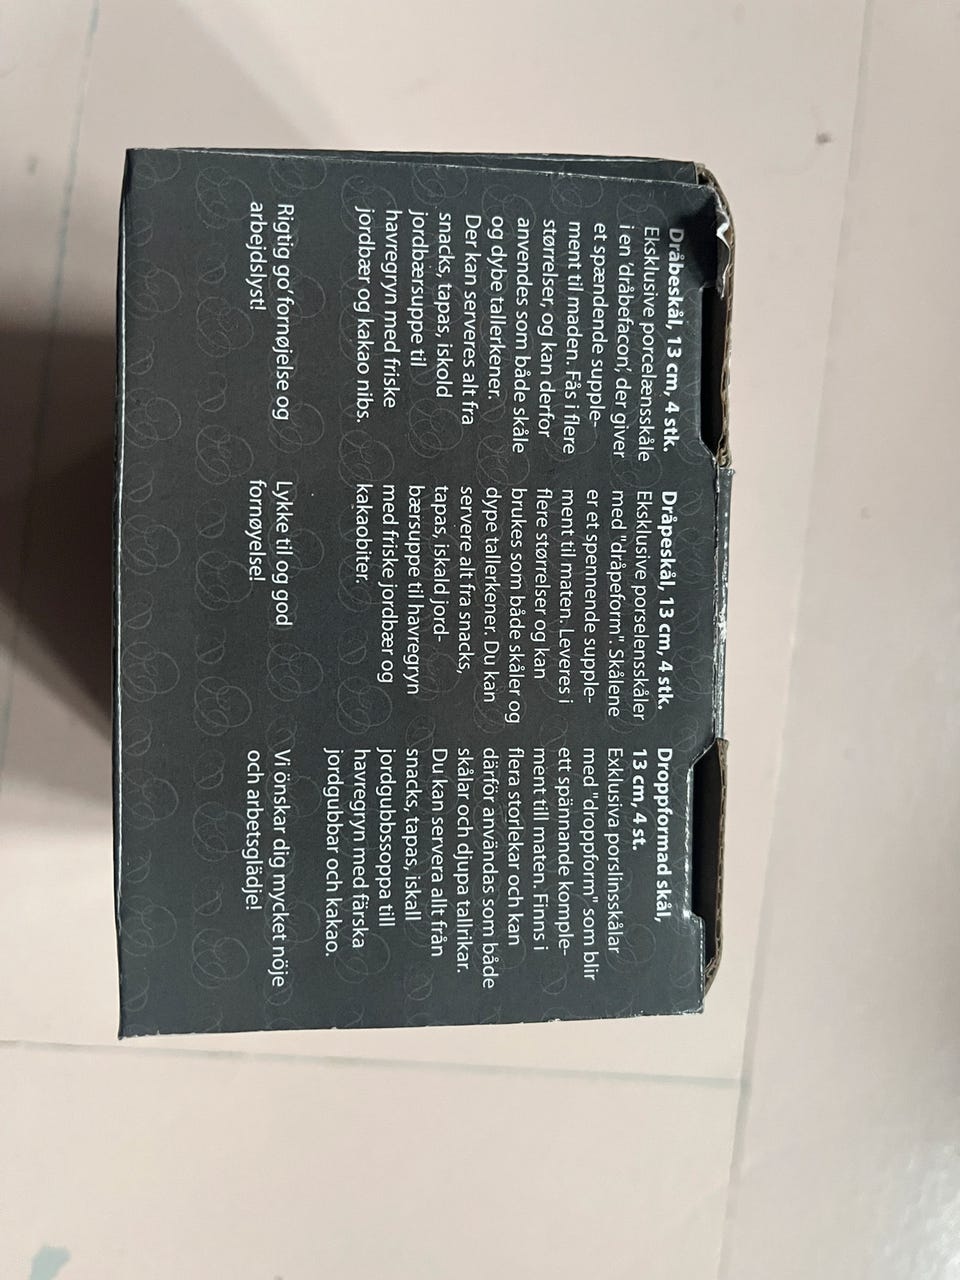 Dråbeskål, 13 cm, 4 stk.
Eksklusive porcelænsskåle
i en 'dråbefacon', der giver
et spændende supple-
ment til maden. Fås i flere
størrelser, og kan derfor
anvendes som både skåle
og dybe tallerkener.
Der kan serveres alt fra
snacks, tapas, iskold
jordbærsuppe til
havregryn med friske
jordbær og kakao nibs.
Rigtig go' fornøjelse og
arbejdslyst!
Dråpeskål, 13 cm, 4 stk.
Eksklusive porselensskåler
med "dråpeform" Skålene
er et spennende supple-
ment til maten. Leveres i
flere størrelser og kan
brukes som både skåler og
dype tallerkener. Du kan
servere alt fra snacks,
tapas, iskald jord-
bærsuppe til havregryn
med friske jordbær og
kakaobiter.
Lykke til og god
fornøyelse!
Droppformad skål,
13 cm, 4 st.
Exklusiva porslinsskålar
med "droppform" som blir
ett spännande komple-
ment till maten. Finns i
flera storlekar och kan
därför användas som både
skålar och djupa tallrikar.
Du kan servera allt från
snacks, tapas, iskall
jordgubbssoppa till
havregryn med färska
jordgubbar och kakao.
Vi önskar dig mycket nöje
och arbetsglädje!